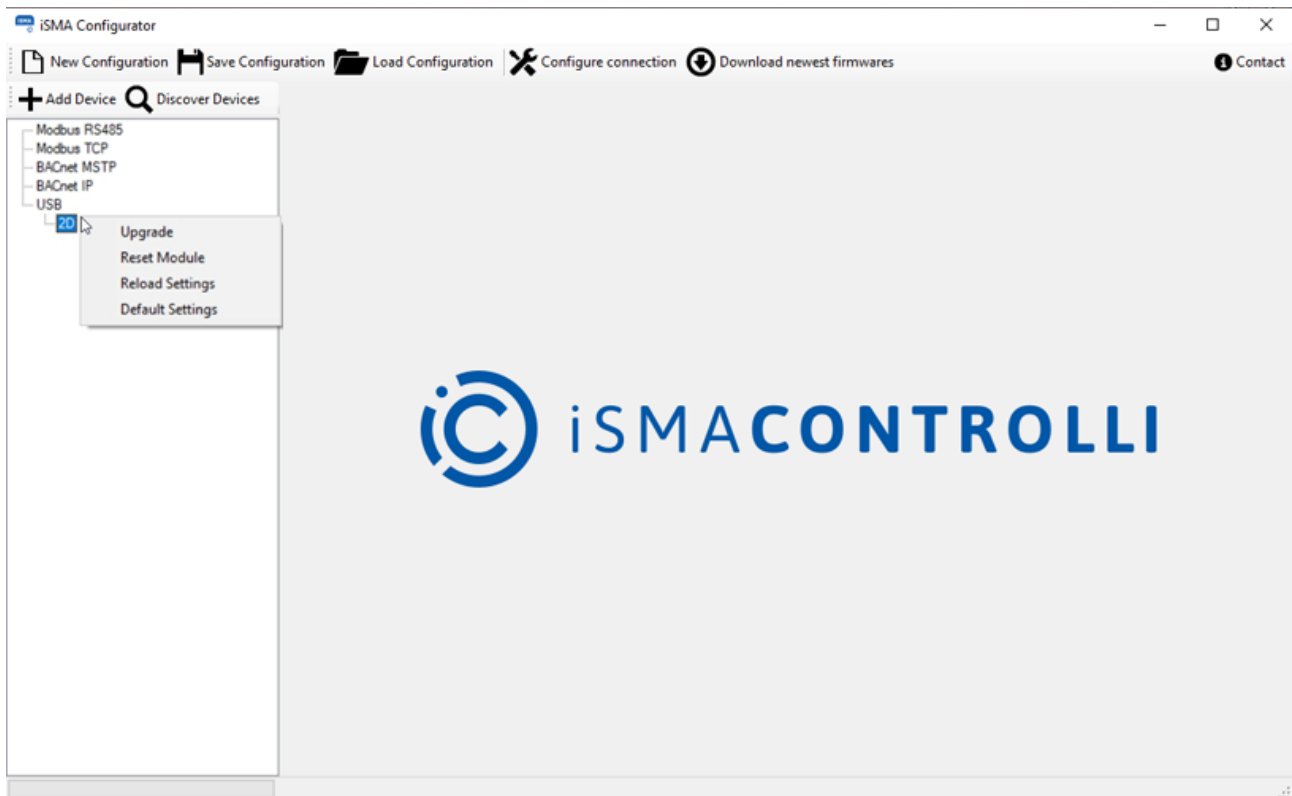 iSMA Configurator
New Configuration Save Configuration Load Configuration Configure connection Download newest firmwares Contact
Add Device Discover Devices
Modbus RS485
Modbus TCP
BACnet MSTP
BACnet IP
USB
2D
Upgrade
Reset Module
Reload Settings
Default Settings
iSMACONTROLLI